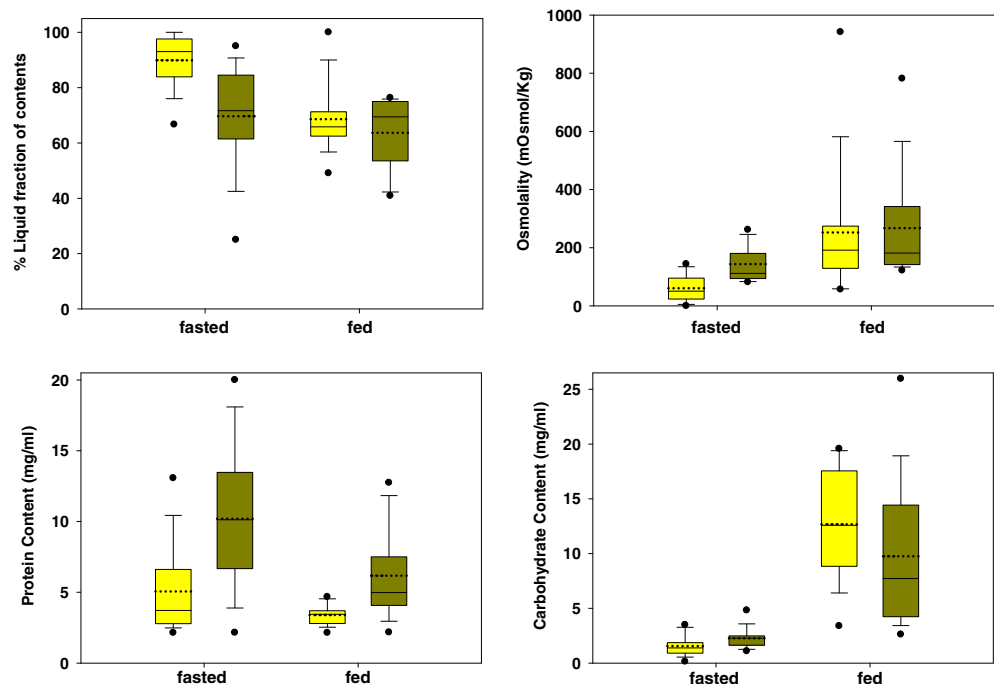 % Liquid fraction of contents
100
80
60
40
20
0
fasted fed
Osmolality (mOsmol/Kg)
1000
800
600
400
200
0
fasted fed
Protein Content (mg/ml)
20
15
10
5
0
fasted fed
Carbohydrate Content (mg/ml)
25
20
15
10
5
0
fasted fed